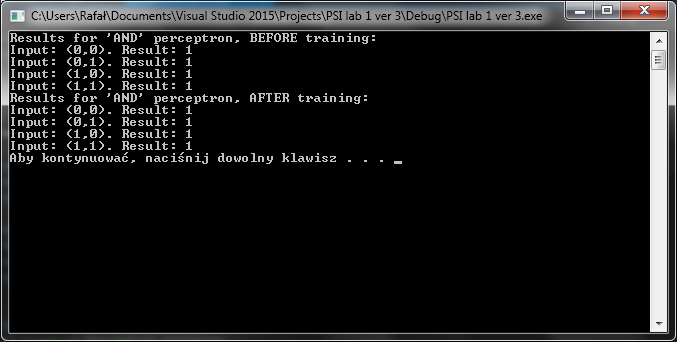 C:\Users\Rafał\Documents\Visual Studio 2015\Projects\PSI lab 1 ver 3\Debug\PSI lab 1 ver 3.exe
Results for 'AND' perceptron, BEFORE training:
Input: (0,0). Result: 1
Input: (0,1). Result: 1
Input: (1,0). Result: 1
Input: (1,1). Result: 1
Results for 'AND' perceptron, AFTER training:
Input: (0,0). Result: 1
Input: (0,1). Result: 1
Input: (1,0). Result: 1
Input: (1,1). Result: 1
Aby kontynuować, naciśnij dowolny klawisz . . . _